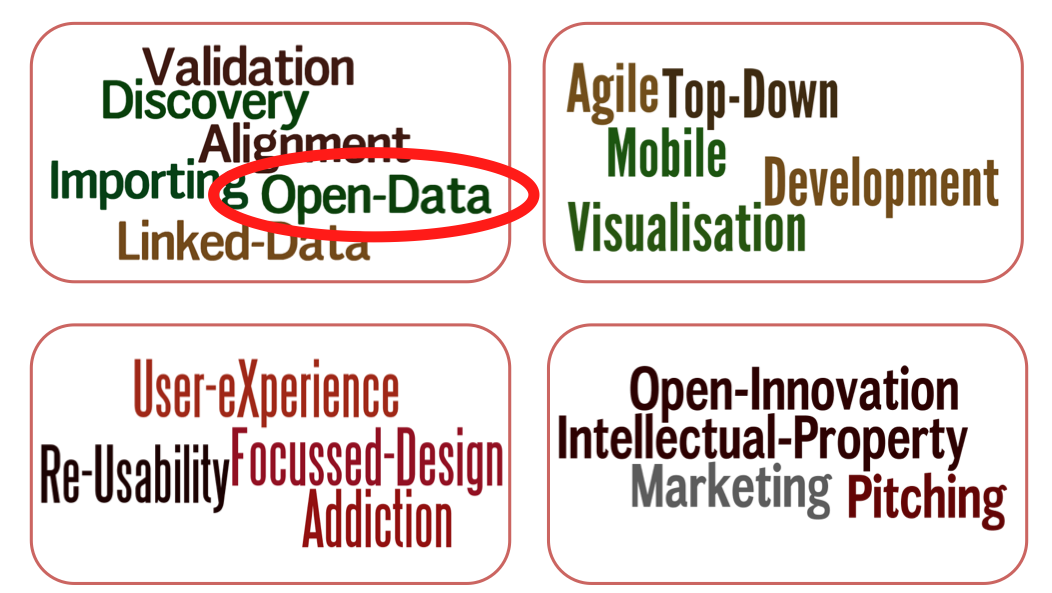 Validation
Discovery
Alignment
Importing Open-Data
Linked-Data
Agile Top-Down
Mobile
Development
Visualisation
User-eXperience
Re-Usability Focussed-Design
Addiction
Open-Innovation
Intellectual-Property
Marketing Pitching